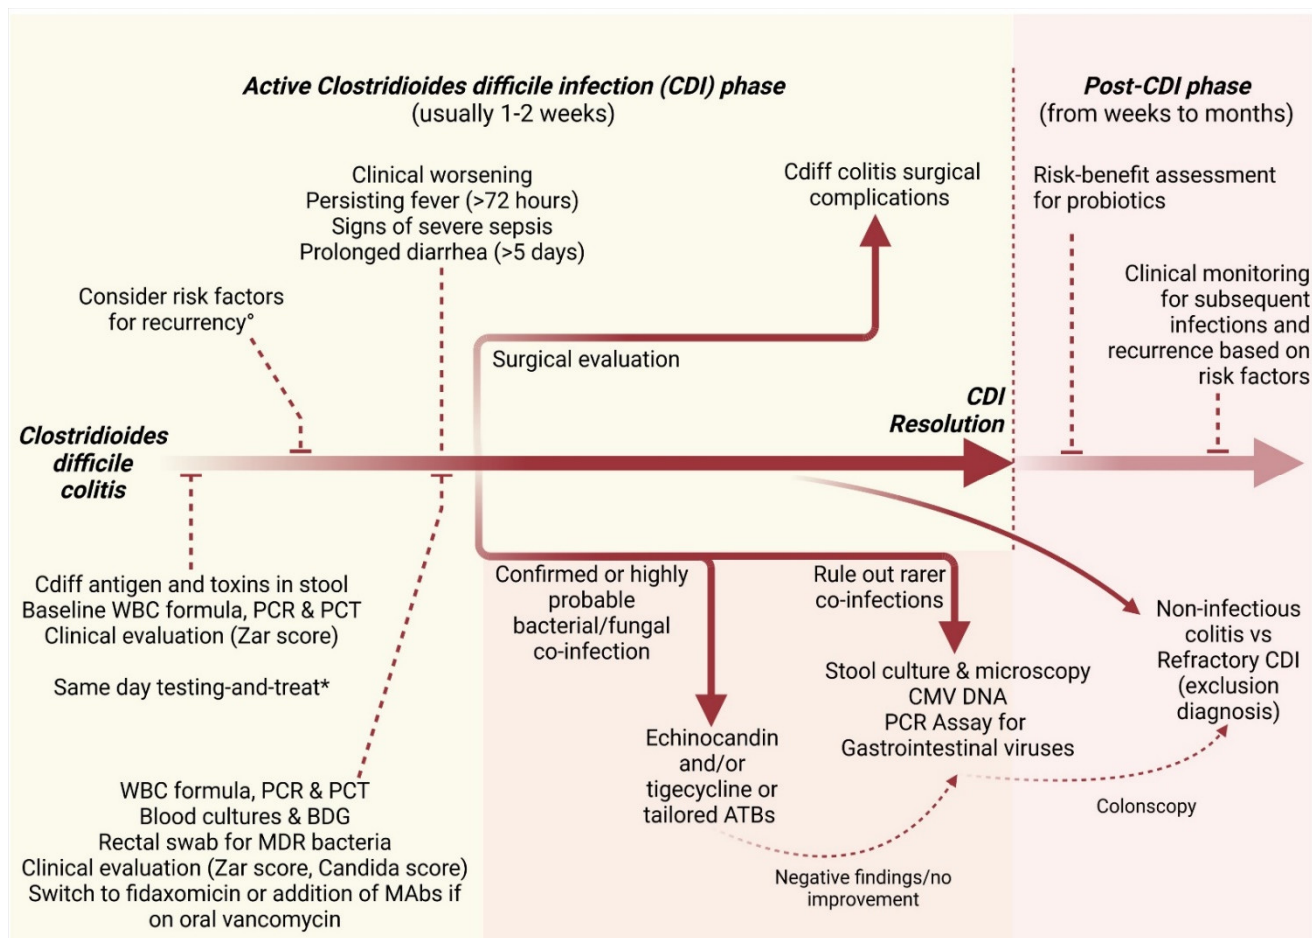 Active Clostridioides difficile infection (CDI) phase
(usually 1-2 weeks)
Post-CDI phase
(from weeks to months)
Clinical worsening
Persisting fever (>72 hours)
Signs of severe sepsis
Prolonged diarrhea (>5 days)
Cdiff colitis surgical
complications
Risk-benefit assessment
for probiotics
Consider risk factors
for recurrency°
Clinical monitoring
for subsequent
infections and
recurrence based on
risk factors
Surgical evaluation
CDI
Resolution
Clostridioides
difficile
colitis
Cdiff antigen and toxins in stool
Baseline WBC formula, PCR & PCT
Clinical evaluation (Zar score)
Same day testing-and-treat*
Confirmed or highly
probable
bacterial/fungal
co-infection
Rule out rarer
co-infections
Non-infectious
colitis vs
Refractory CDI
(exclusion
diagnosis)
Stool culture & microscopy
CMV DNA
PCR Assay for
Gastrointestinal viruses
Echinocandin
and/or
tigecycline or
tailored ATBs
WBC formula, PCR & PCT
Blood cultures & BDG
Rectal swab for MDR bacteria
Clinical evaluation (Zar score, Candida score)
Switch to fidaxomicin or addition of MAbs if
on oral vancomycin
Colonscopy
Negative findings/no
improvement